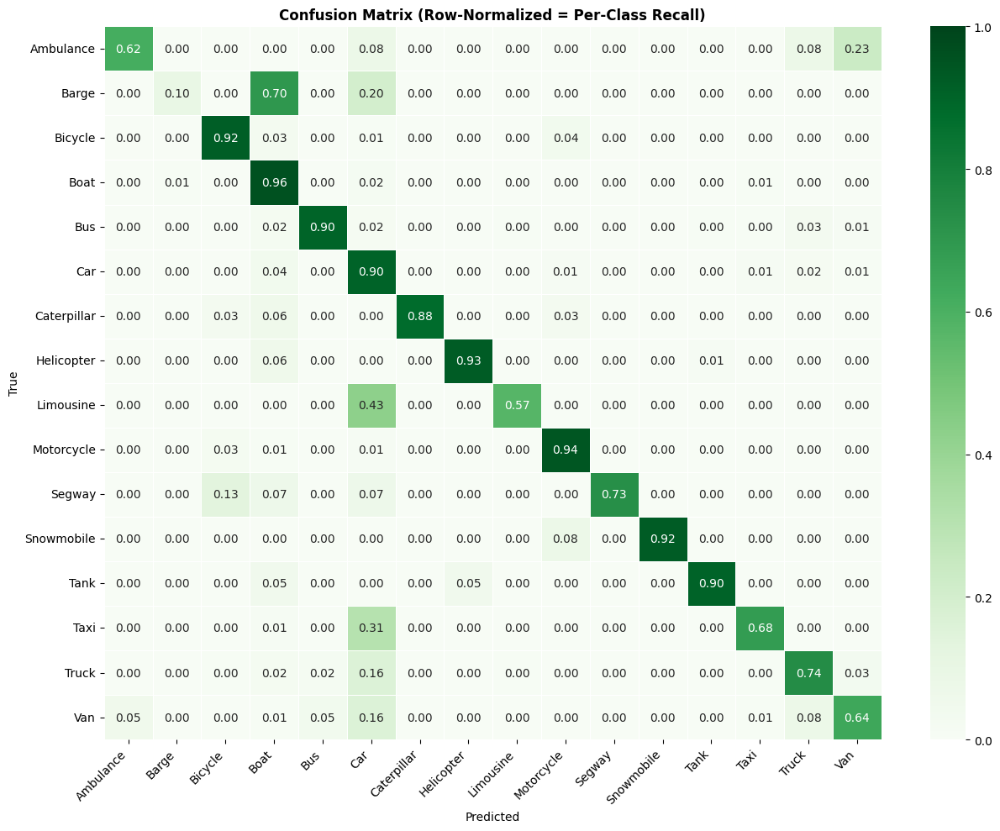 Confusion Matrix (Row-Normalized = Per-Class Recall)
Ambulance 0.62 0.00 0.00 0.00 0.00 0.08 0.00 0.00 0.00 0.00 0.00 0.00 0.00 0.00 0.08 0.23
Barge 0.00 0.10 0.00 0.70 0.00 0.20 0.00 0.00 0.00 0.00 0.00 0.00 0.00 0.00 0.00 0.00
Bicycle 0.00 0.00 0.92 0.03 0.00 0.01 0.00 0.00 0.00 0.04 0.00 0.00 0.00 0.00 0.00 0.00
Boat 0.00 0.01 0.00 0.96 0.00 0.02 0.00 0.00 0.00 0.00 0.00 0.00 0.00 0.01 0.00 0.00
Bus 0.00 0.00 0.00 0.02 0.90 0.02 0.00 0.00 0.00 0.00 0.00 0.00 0.00 0.00 0.03 0.01
Car 0.00 0.00 0.00 0.04 0.00 0.90 0.00 0.00 0.00 0.01 0.00 0.00 0.00 0.01 0.02 0.01
Caterpillar 0.00 0.00 0.03 0.06 0.00 0.00 0.88 0.00 0.00 0.03 0.00 0.00 0.00 0.00 0.00 0.00
Helicopter 0.00 0.00 0.00 0.06 0.00 0.00 0.00 0.93 0.00 0.00 0.00 0.00 0.01 0.00 0.00 0.00
Limousine 0.00 0.00 0.00 0.00 0.00 0.43 0.00 0.00 0.57 0.00 0.00 0.00 0.00 0.00 0.00 0.00
Motorcycle 0.00 0.00 0.03 0.01 0.00 0.01 0.00 0.00 0.00 0.94 0.00 0.00 0.00 0.00 0.00 0.00
Segway 0.00 0.00 0.13 0.07 0.00 0.07 0.00 0.00 0.00 0.00 0.73 0.00 0.00 0.00 0.00 0.00
Snowmobile 0.00 0.00 0.00 0.00 0.00 0.00 0.00 0.00 0.00 0.08 0.00 0.92 0.00 0.00 0.00 0.00
Tank 0.00 0.00 0.00 0.05 0.00 0.00 0.00 0.05 0.00 0.00 0.00 0.00 0.90 0.00 0.00 0.00
Taxi 0.00 0.00 0.00 0.01 0.00 0.31 0.00 0.00 0.00 0.00 0.00 0.00 0.00 0.68 0.00 0.00
Truck 0.00 0.00 0.00 0.02 0.02 0.16 0.00 0.00 0.00 0.00 0.00 0.00 0.00 0.00 0.74 0.03
Van 0.05 0.00 0.00 0.01 0.05 0.16 0.00 0.00 0.00 0.00 0.00 0.00 0.00 0.01 0.08 0.64
True
Ambulance Barge Bicycle Boat Bus Car Caterpillar Helicopter Limousine Motorcycle Segway Snowmobile Tank Taxi Truck Van
Predicted
1.0
0.8
0.6
0.4
0.2
0.0